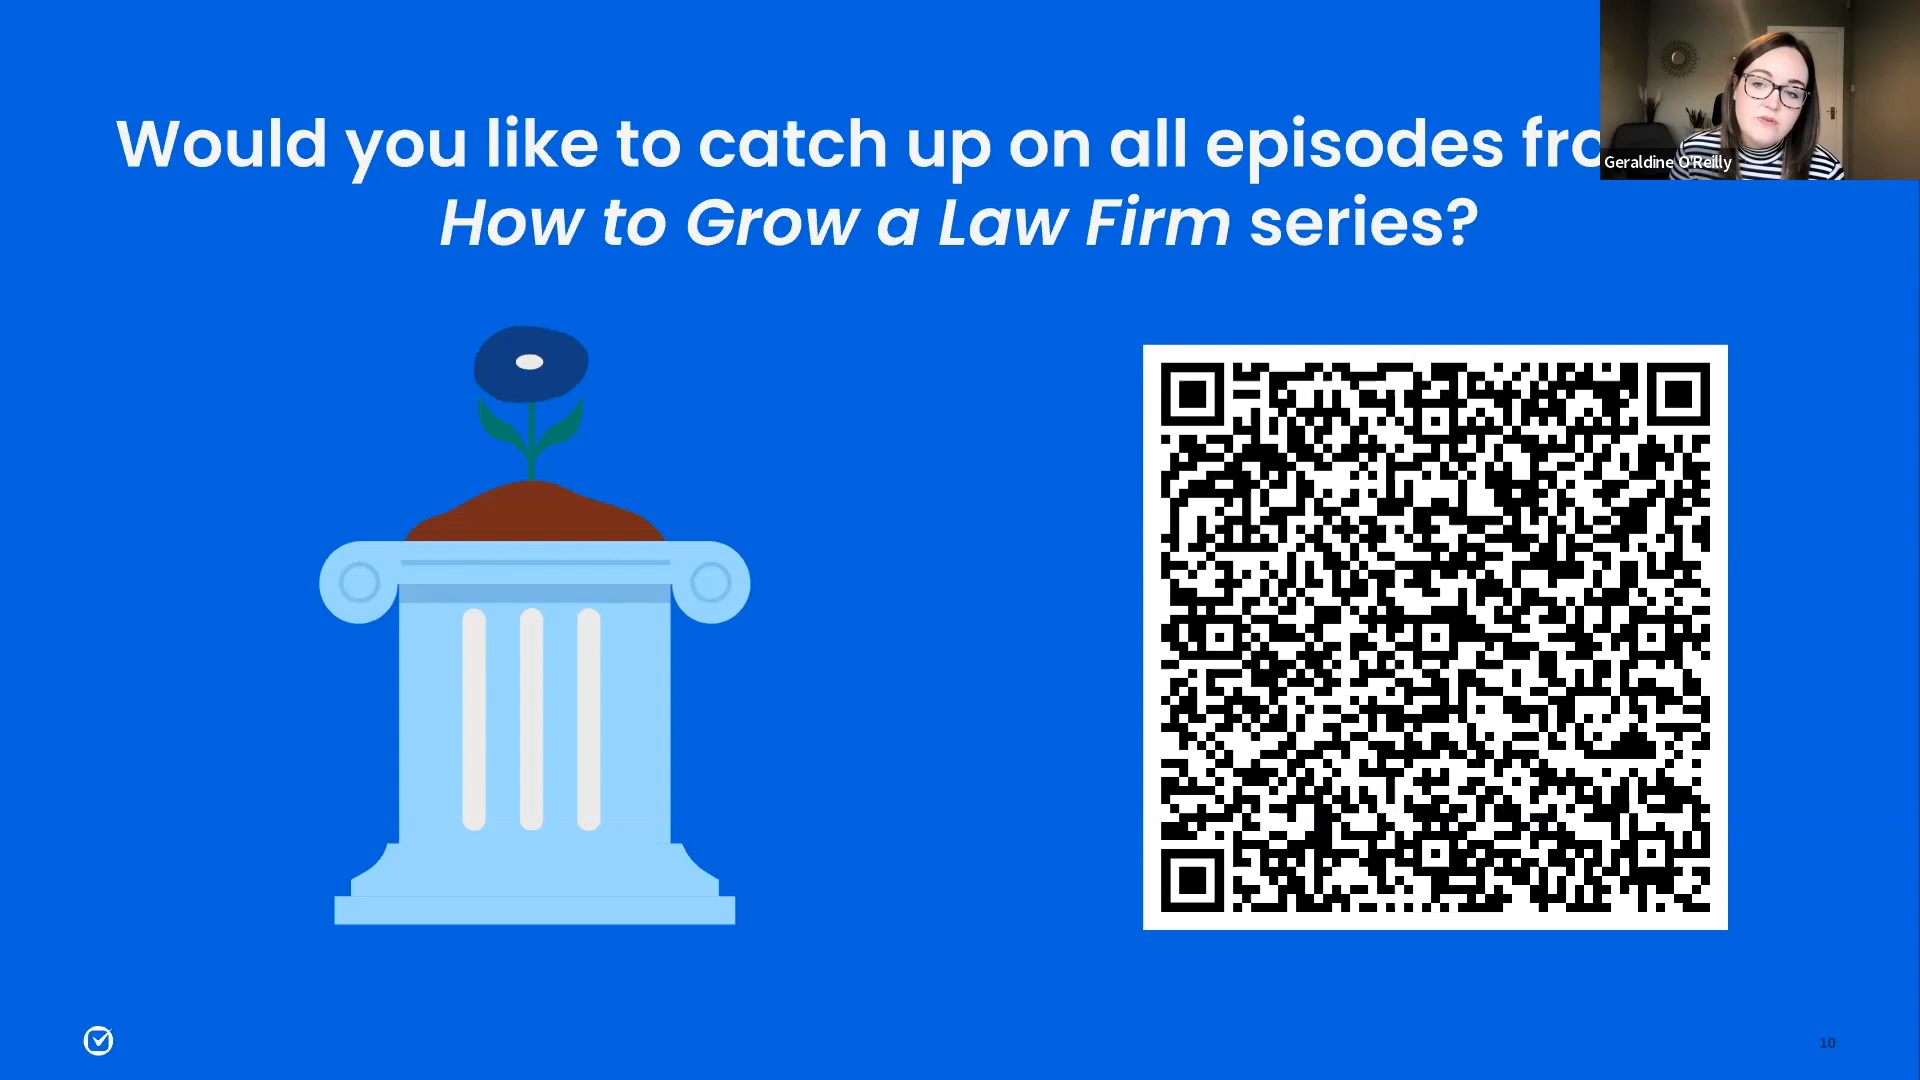 Would you like to catch up on all episodes fro
How to Grow a Law Firm series?
Geraldine O'Reilly
10